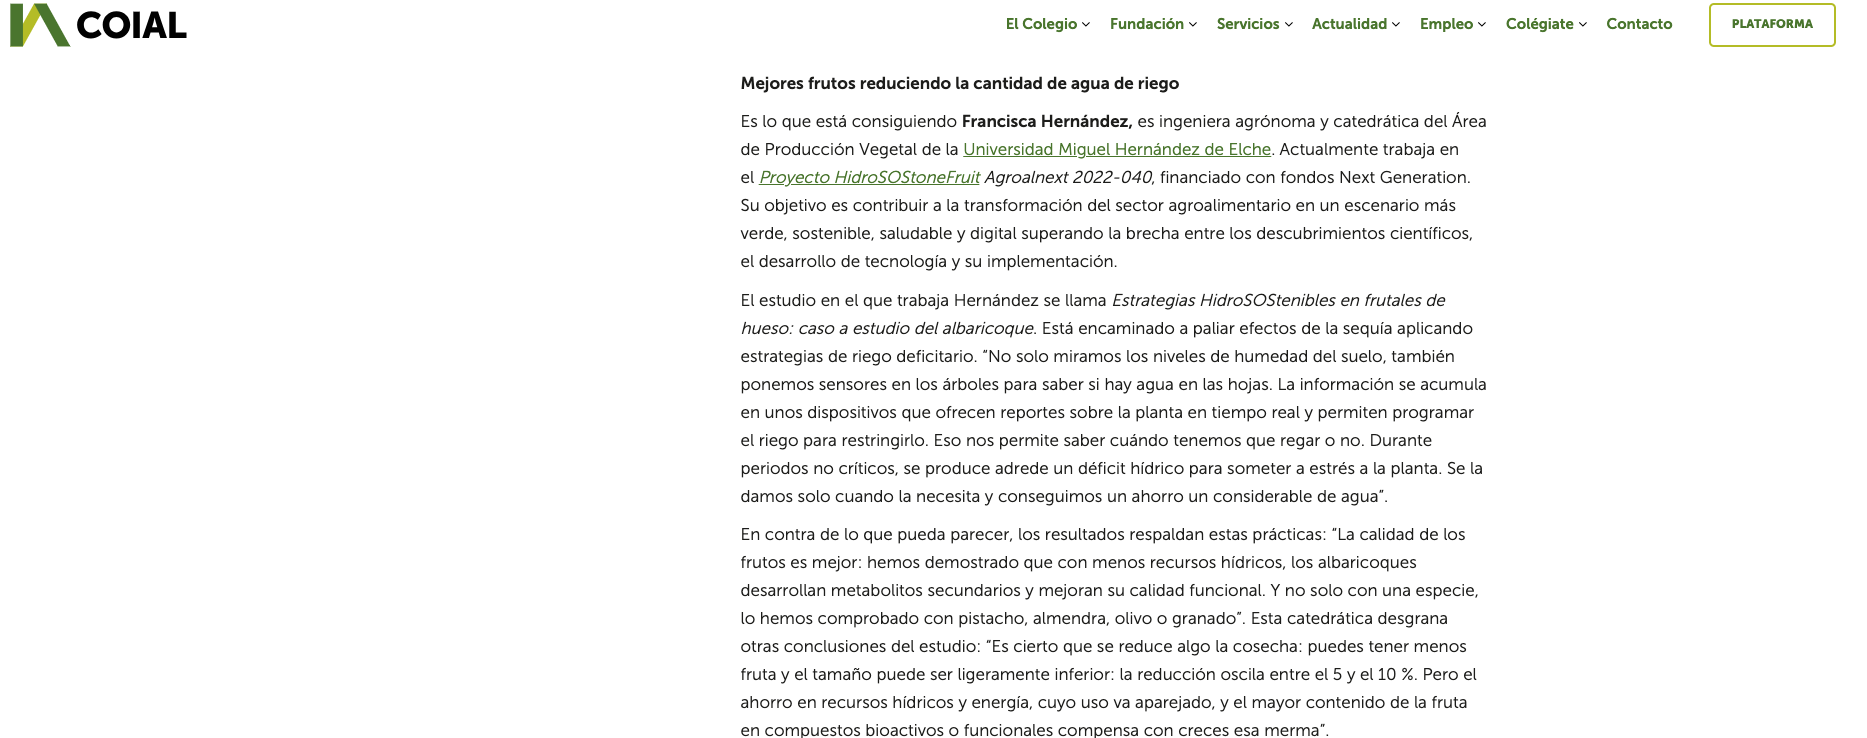 COIAL
El Colegio
Fundación
Servicios
Actualidad
Empleo
Colégiate
Contacto
PLATAFORMA
Mejores frutos reduciendo la cantidad de agua de riego
Es lo que está consiguiendo Francisca Hernández, es ingeniera agrónoma y catedrática del Área
de Producción Vegetal de la Universidad Miguel Hernández de Elche. Actualmente trabaja en
el Proyecto HidroSOStoneFruit Agroalnext 2022-040, financiado con fondos Next Generation.
Su objetivo es contribuir a la transformación del sector agroalimentario en un escenario más
verde, sostenible, saludable y digital superando la brecha entre los descubrimientos científicos,
el desarrollo de tecnología y su implementación.
El estudio en el que trabaja Hernández se llama Estrategias HidroSOStenibles en frutales de
hueso: caso a estudio del albaricoque. Está encaminado a paliar efectos de la sequía aplicando
estrategias de riego deficitario. “No solo miramos los niveles de humedad del suelo, también
ponemos sensores en los árboles para saber si hay agua en las hojas. La información se acumula
en unos dispositivos que ofrecen reportes sobre la planta en tiempo real y permiten programar
el riego para restringirlo. Eso nos permite saber cuándo tenemos que regar o no. Durante
periodos no críticos, se produce adrede un déficit hídrico para someter a estrés a la planta. Se la
damos solo cuando la necesita y conseguimos un ahorro un considerable de agua”.
En contra de lo que pueda parecer, los resultados respaldan estas prácticas: “La calidad de los
frutos es mejor: hemos demostrado que con menos recursos hídricos, los albaricoques
desarrollan metabolitos secundarios y mejoran su calidad funcional. Y no solo con una especie,
lo hemos comprobado con pistacho, almendra, olivo o granado”. Esta catedrática desgrana
otras conclusiones del estudio: “Es cierto que se reduce algo la cosecha: puedes tener menos
fruta y el tamaño puede ser ligeramente inferior: la reducción oscila entre el 5 y el 10 %. Pero el
ahorro en recursos hídricos y energía, cuyo uso va aparejado, y el mayor contenido de la fruta
en compuestos bioactivos o funcionales compensa con creces esa merma”.